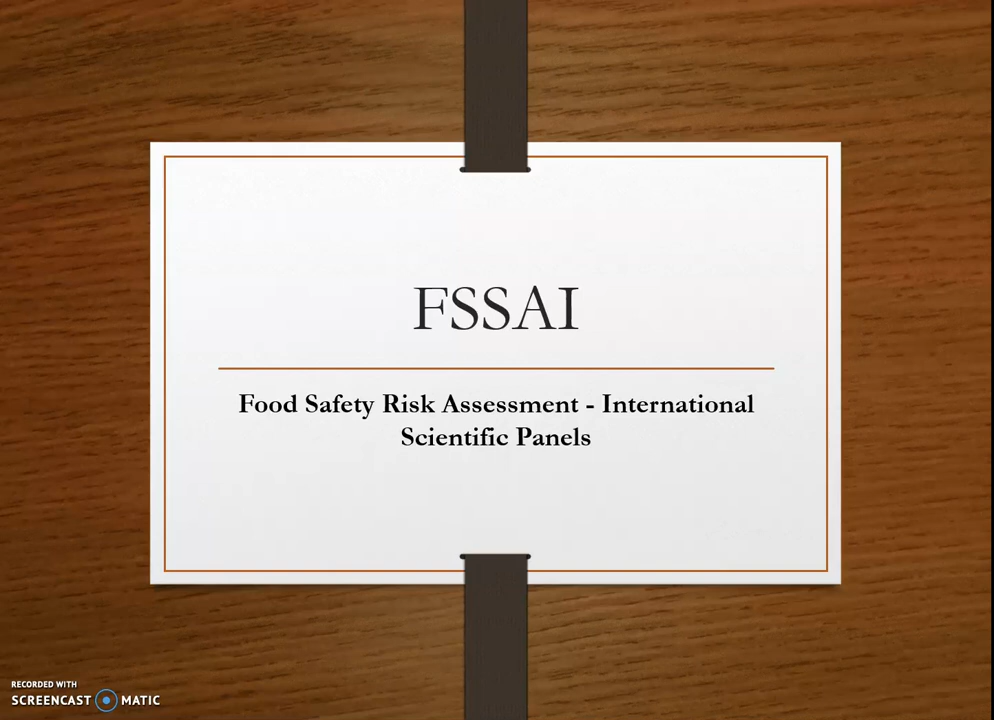 FSSAI
Food Safety Risk Assessment - International
Scientific Panels
RECORDED WITH
SCREENCAST MATIC